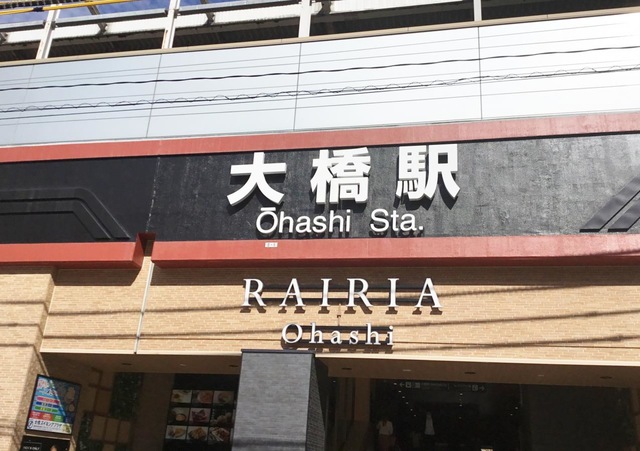 大橋駅
Ōhashi Sta.
RAIRIA
Ohashi